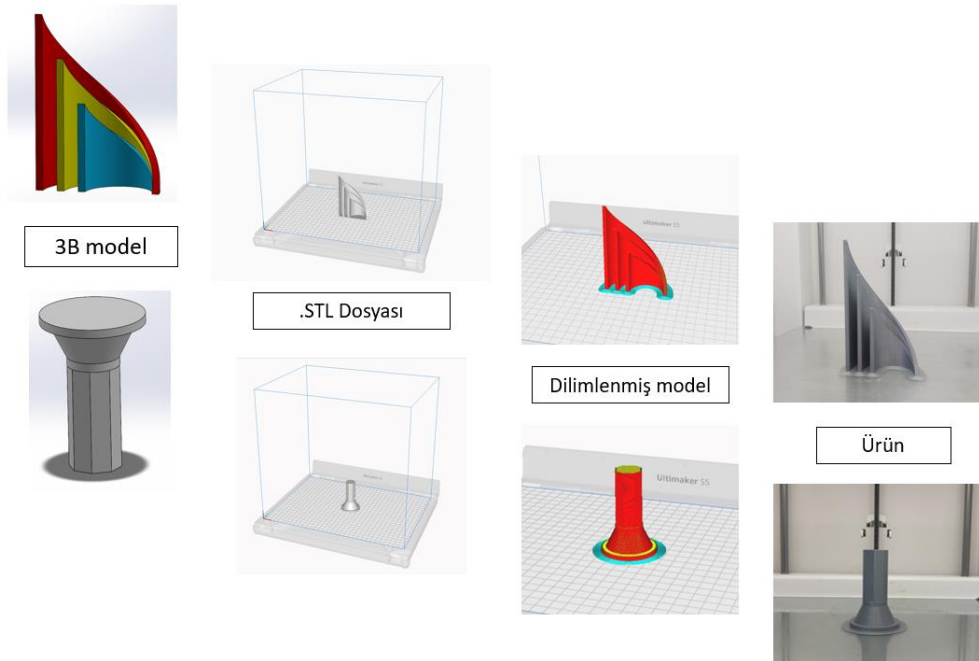 3B model
.STL Dosyası
Ultimaker S5
Dilimlenmiş model
Ultimaker S5
Ürün